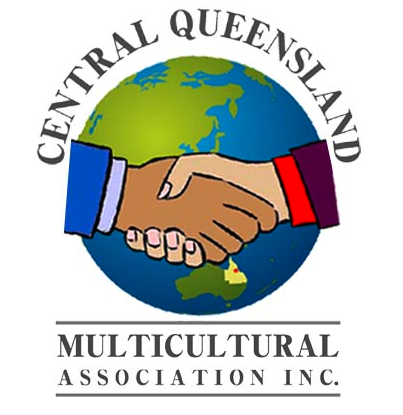 CENTRAL QUEENSLAND
MULTICULTURAL
ASSOCIATION INC.